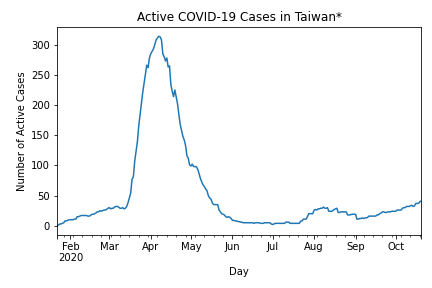 Active COVID-19 Cases in Taiwan*
Number of Active Cases
300
250
200
150
100
50
0
Feb Mar Apr May Jun Jul Aug Sep Oct
2020
Day